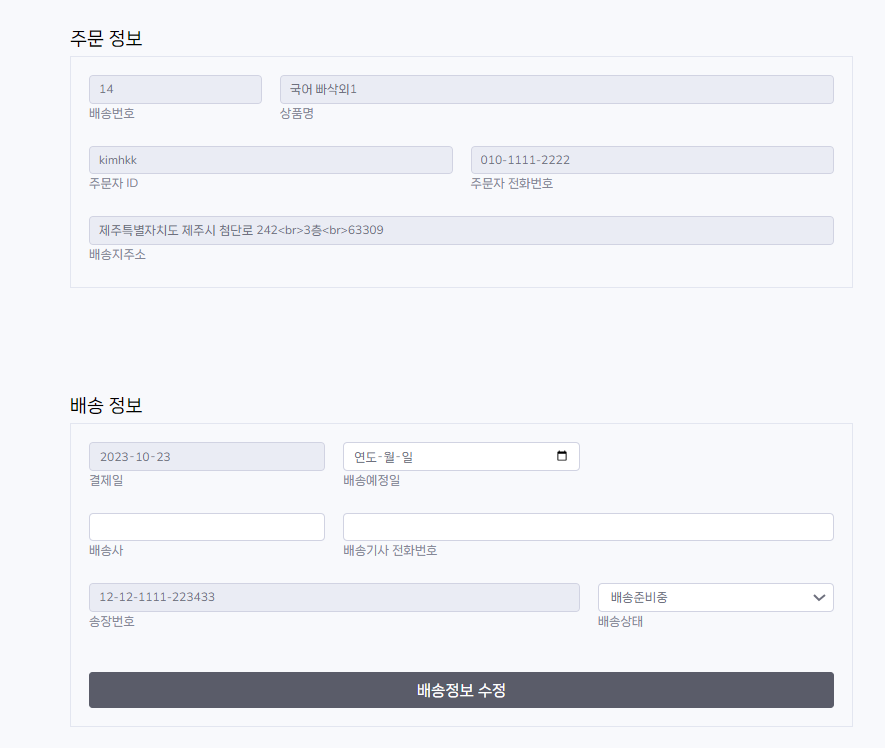 주문 정보
14
국어 빠삭외1
배송번호
상품명
kimhkk
010-1111-2222
주문자 ID
주문자 전화번호
제주특별자치도 제주시 첨단로 242<br>3층<br>63309
배송지주소
배송 정보
2023-10-23
연도-월-일
결제일
배송예정일
배송사
배송기사 전화번호
12-12-1111-223433
배송준비중
송장번호
배송상태
배송정보 수정